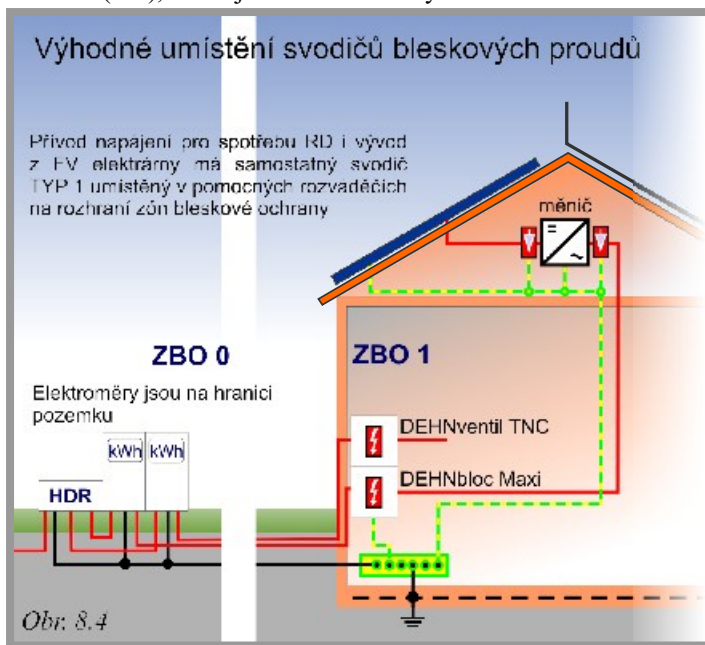 Výhodné umístění svodičů bleskových proudů
Přívod napájení pro spotřebu RD i vývod
z FV elektrárny má samostatný svodič
TYP 1 umístěný v pomocných rozváděčích
na rozhraní zón bleskové ochrany
měnič
ZBO 0
ZBO 1
Elektroměry jsou na hranici
pozemku
kWh kWh
HDR
DEHNventil TNC
DEHNbloc Maxi
Obr. 8.4